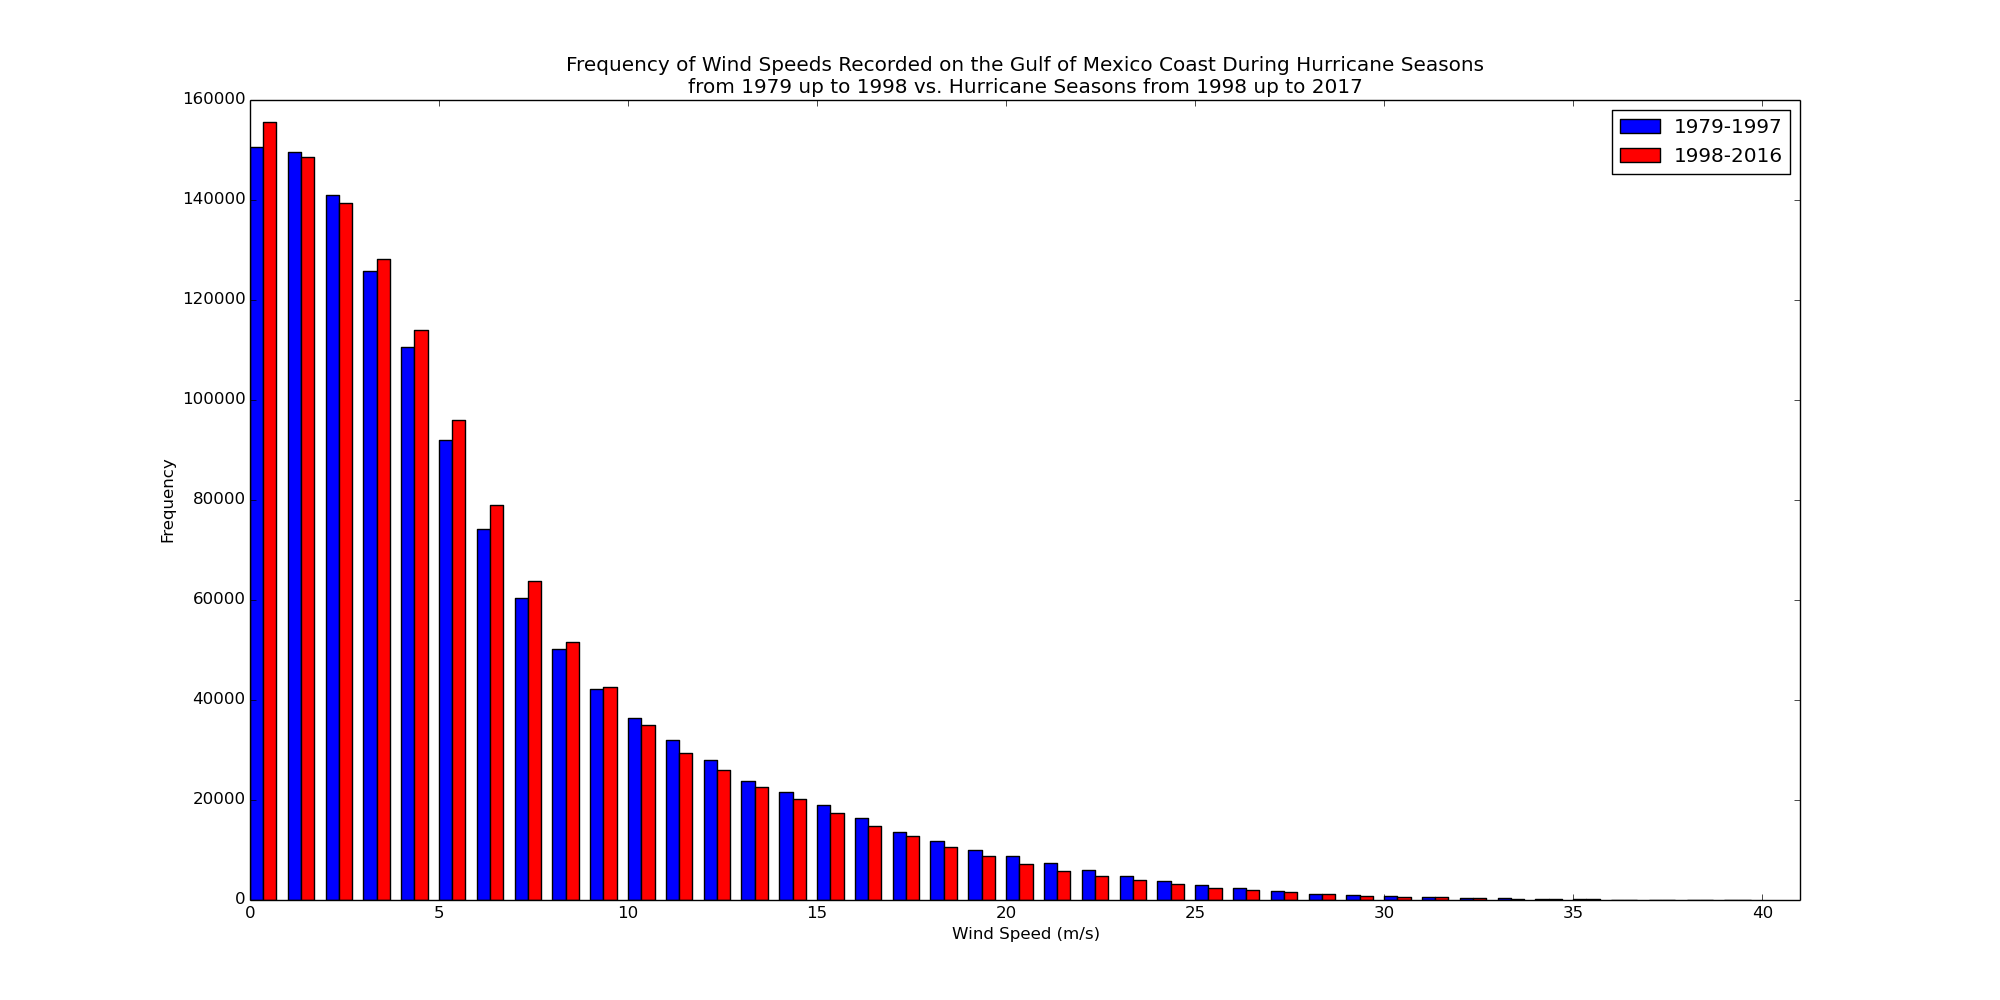 Frequency of Wind Speeds Recorded on the Gulf of Mexico Coast During Hurricane Seasons
from 1979 up to 1998 vs. Hurricane Seasons from 1998 up to 2017
1979-1997
1998-2016
160000
140000
120000
100000
80000
60000
40000
20000
0
Frequency
0 5 10 15 20 25 30 35 40
Wind Speed (m/s)